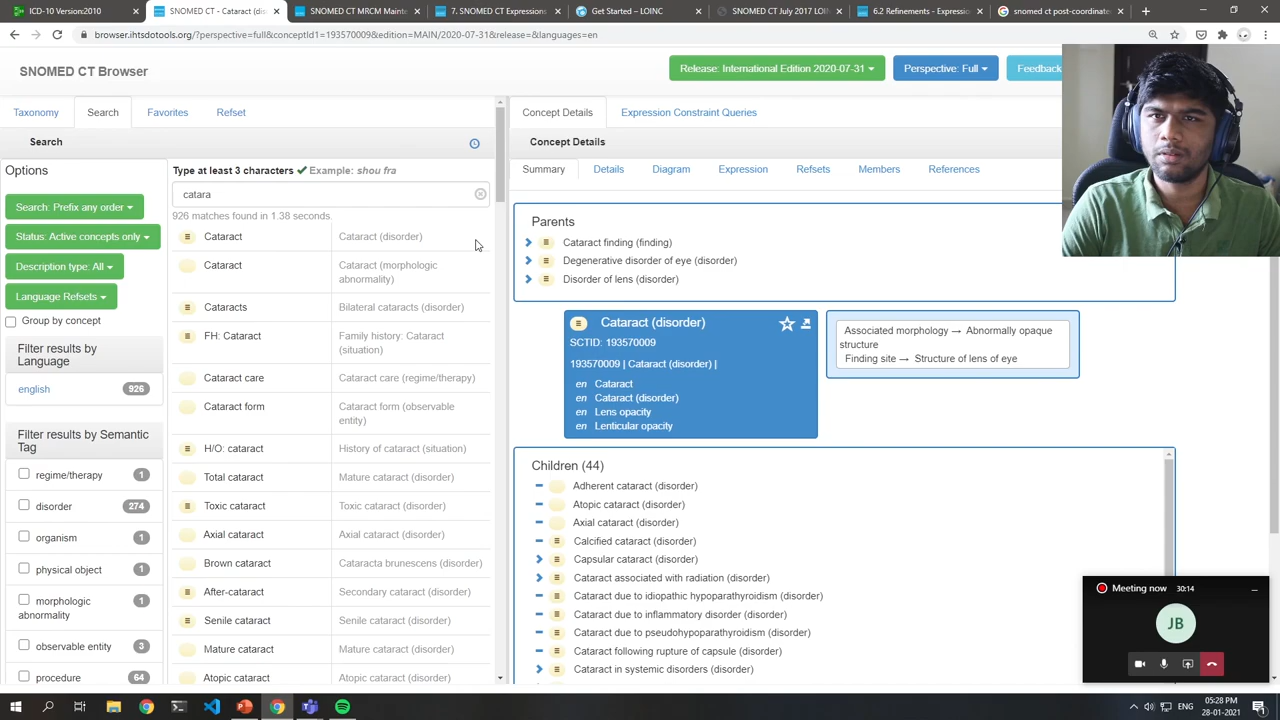 ICD-10 Version:2010
SNOMED CT - Cataract (dis
SNOMED CT MRCM Mainte
7. SNOMED CT Expressions
Get Started – LOINC
SNOMED CT July 2017 LOIN
6.2 Refinements - Expressio
snomed ct postcordination
browser.ihtsdotools.org/?perspective=full&conceptId1=193570009&edition=MAIN/2020-07-31&release=&languages=en
SNOMED CT Browser
Release: International Edition 2020-07-31
Perspective: Full
Feedback
Taxonomy
Search
Favorites
Refset
Search
Options
Search: Prefix any order
Status: Active concepts only
Description type: All
Language Refsets
Group by concept
Filter results by
Language
english
926
Filter results by Semantic
Tag
regime/therapy
1
disorder
274
organism
1
physical object
1
morphologic
abnormality
1
observable entity
3
procedure
64
Type at least 3 characters ✔ Example: shou fra
catara
926 matches found in 1.38 seconds.
Cataract
Cataract (disorder)
Cataract
Cataract (morphologic
abnormality)
Cataracts
Bilateral cataracts (disorder)
FH: Cataract
Family history: Cataract
(situation)
Cataract care
Cataract care (regime/therapy)
Cataract form
Cataract form (observable
entity)
H/O: cataract
History of cataract (situation)
Total cataract
Mature cataract (disorder)
Toxic cataract
Toxic cataract (disorder)
Axial cataract
Axial cataract (disorder)
Brown cataract
Cataracta brunescens (disorder)
After-cataract
Secondary cataract (disorder)
Senile cataract
Senile cataract (disorder)
Mature cataract
Mature cataract (disorder)
Atopic cataract
Atopic cataract (disorder)
Concept Details
Expression Constraint Queries
Concept Details
Summary
Details
Diagram
Expression
Refsets
Members
References
Parents
Cataract finding (finding)
Degenerative disorder of eye (disorder)
Disorder of lens (disorder)
Cataract (disorder)
SCTID: 193570009
193570009 | Cataract (disorder) |
en Cataract
en Cataract (disorder)
en Lens opacity
en Lenticular opacity
Associated morphology → Abnormally opaque
structure
Finding site → Structure of lens of eye
Children (44)
Adherent cataract (disorder)
Atopic cataract (disorder)
Axial cataract (disorder)
Calcified cataract (disorder)
Capsular cataract (disorder)
Cataract associated with radiation (disorder)
Cataract due to idiopathic hypoparathyroidism (disorder)
Cataract due to inflammatory disorder (disorder)
Cataract due to pseudohypoparathyroidism (disorder)
Cataract following rupture of capsule (disorder)
Cataract in systemic disorders (disorder)
Meeting now
30:14
JB
ENG
05:28 PM
28-01-2021
1